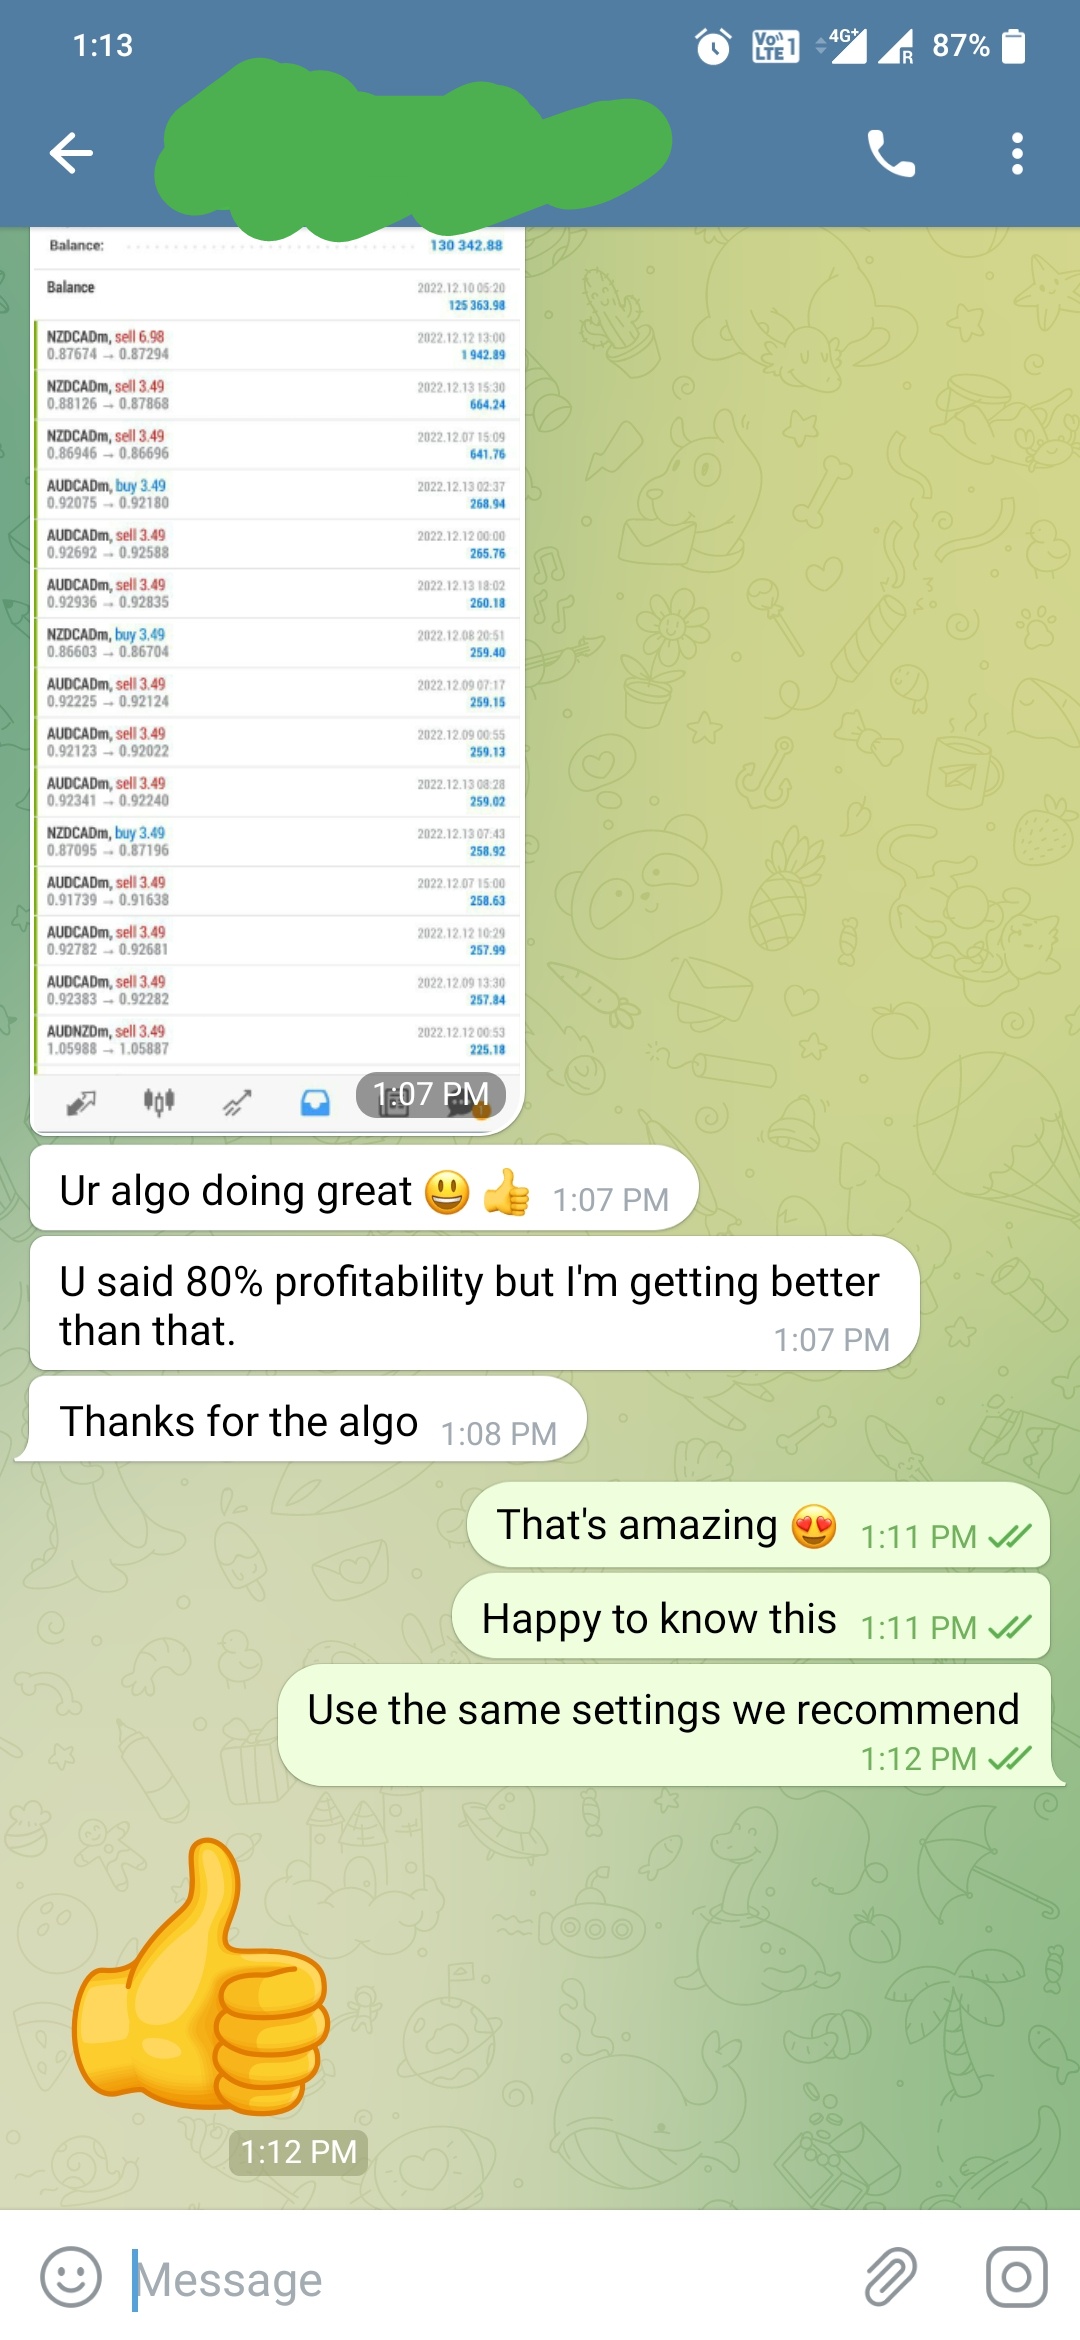 1:13
Vo)) LTE 1
4G+
R
87%
Balance:
130 342.88
Balance
2022.12.10 05:20
125 363.98
NZDCADm, sell 6.98
2022.12.12 13:00
0.87674 → 0.87294
1 942.89
NZDCADm, sell 3.49
2022.12.13 15:30
0.88126 → 0.87868
664.24
NZDCADm, sell 3.49
2022.12.07 15:09
0.86946 → 0.86696
641.76
AUDCADm, buy 3.49
2022.12.13 02:37
0.92075 → 0.92180
268.94
AUDCADm, sell 3.49
2022.12.12 00:00
0.92692 → 0.92588
265.76
AUDCADm, sell 3.49
2022.12.13 18:02
0.92936 → 0.92835
260.18
NZDCADm, buy 3.49
2022.12.08 20:51
0.86603 → 0.86704
259.40
AUDCADm, sell 3.49
2022.12.09 07:17
0.92225 → 0.92124
259.15
AUDCADm, sell 3.49
2022.12.09 00:55
0.92123 → 0.92022
259.13
AUDCADm, sell 3.49
2022.12.13 08:28
0.92341 → 0.92240
259.02
NZDCADm, buy 3.49
2022.12.13 07:43
0.87095 → 0.87196
258.92
AUDCADm, sell 3.49
2022.12.07 15:00
0.91739 → 0.91638
258.63
AUDCADm, sell 3.49
2022.12.12 10:29
0.92782 → 0.92681
257.99
AUDCADm, sell 3.49
2022.12.09 13:30
0.92383 → 0.92282
257.84
AUDNZDm, sell 3.49
2022.12.12 00:53
1.05988 → 1.05887
225.18
1:07 PM
Ur algo doing great 😃 👍 1:07 PM
U said 80% profitability but I'm getting better
than that. 1:07 PM
Thanks for the algo 1:08 PM
That's amazing 😍 1:11 PM
Happy to know this 1:11 PM
Use the same settings we recommend
1:12 PM
1:12 PM
Message